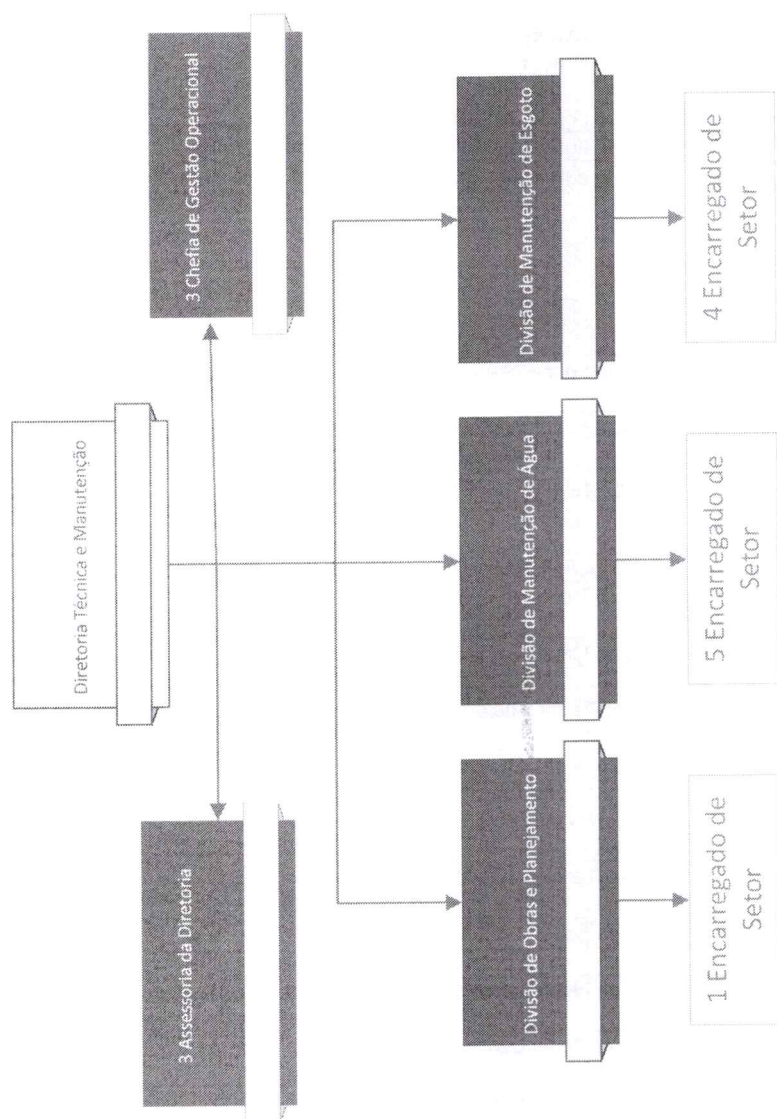 Diretoria Técnica e Manutenção
3 Assessoria da Diretoria
3 Chefia de Gestão Operacional
Divisão de Obras e Planejamento
Divisão de Manutenção de Água
Divisão de Manutenção de Esgoto
1 Encarregado de
Setor
5 Encarregado de
Setor
4 Encarregado de
Setor